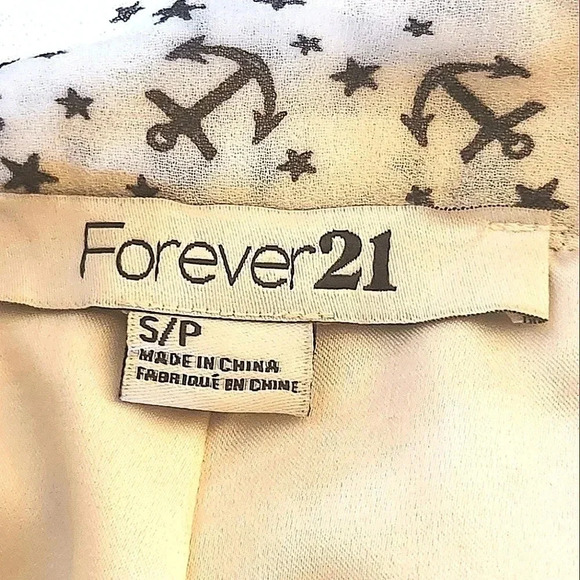 Forever21
S/P
MADE IN CHINA
FABRIQUÉ EN CHINE